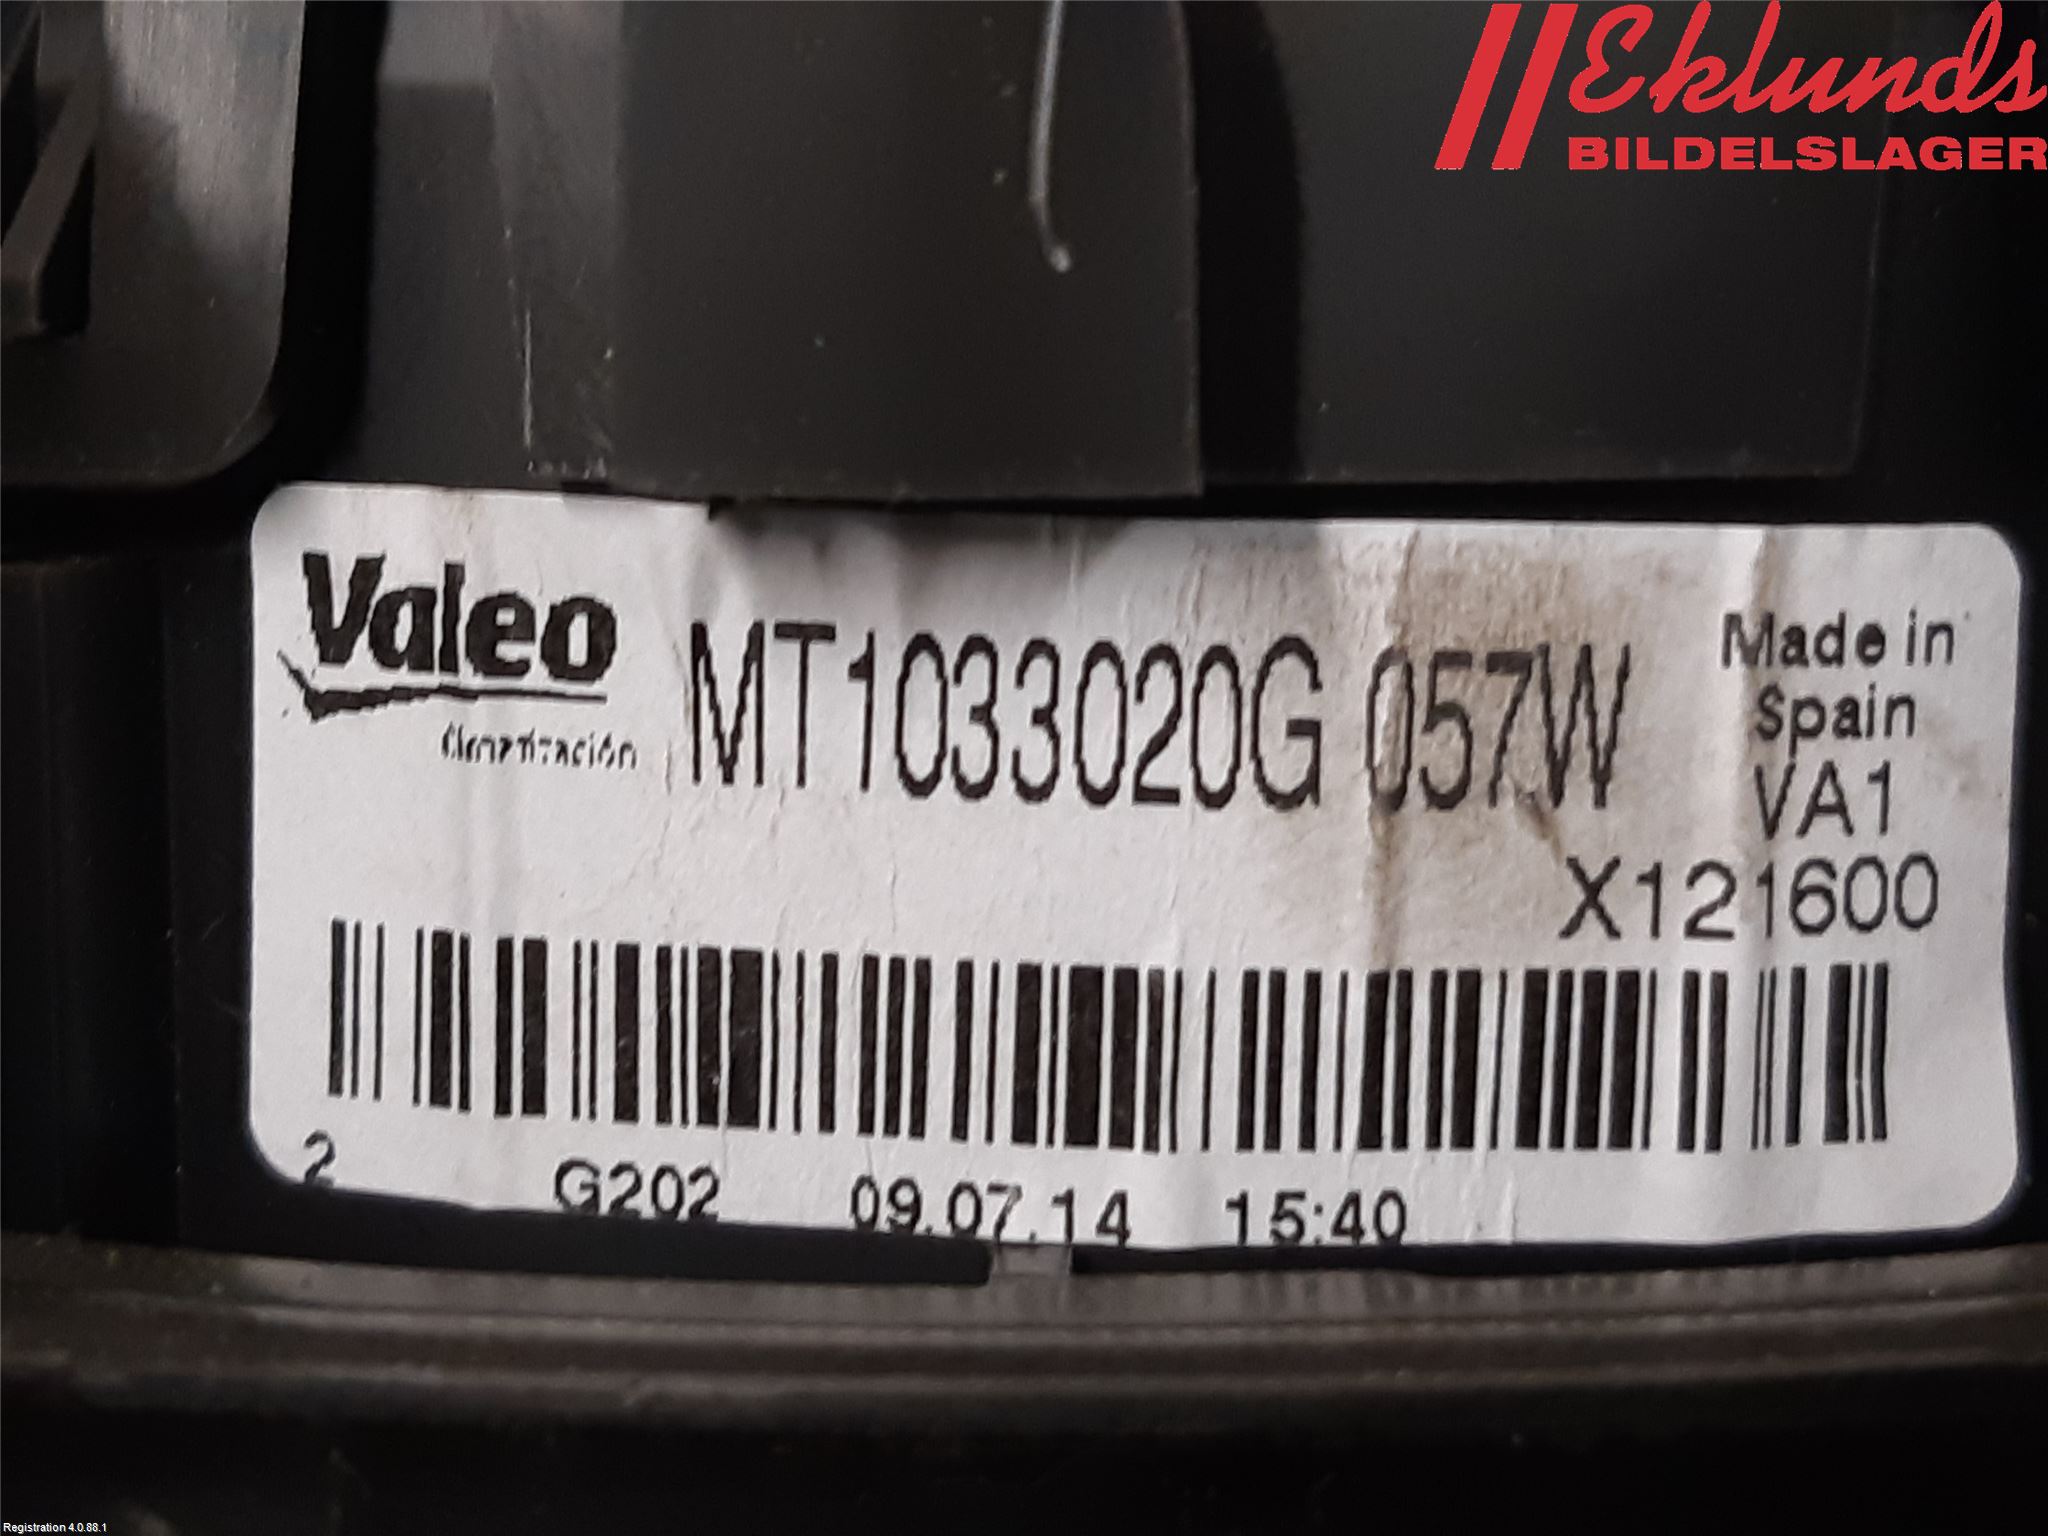 Eklunds
BILDELSLAGER
Valeo
Climatización
MT1033020G 057W
Made in
Spain
VA1
X121600
2 G202 09.07.14 15:40
Registration 4.0.88.1